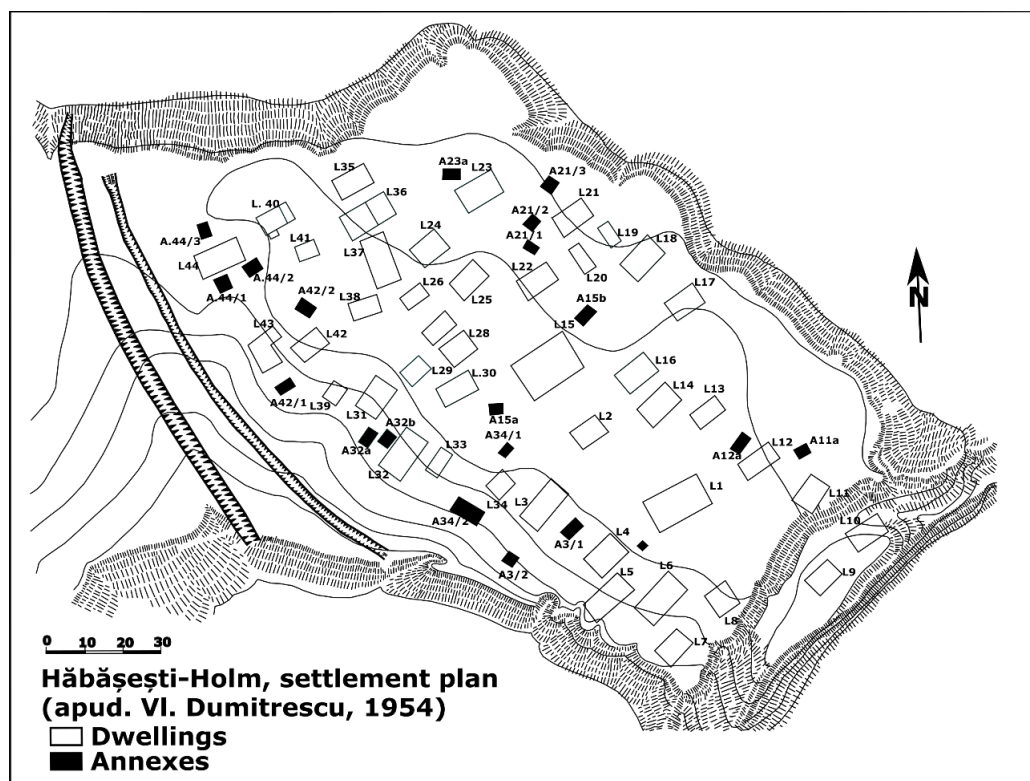 L35
A23a
L23
A21/3
L36
L. 40
L21
A21/2
A21/1
L19
L18
A.44/3
L41
L24
L37
L44
A.44/2
L20
L22
A.44/1
A42/2
L26
L25
L17
L38
A15b
L43
L42
L15
L28
L16
L29
L.30
L14
L13
A42/1
L39
L31
A15a
L2
A32b
A34/1
A32a
L33
L12
A11a
A12a
L32
L1
L11
L34
L3
A34/2
L10
A3/1
L4
A3/2
L5
L6
L9
L8
L7
N
0 10 20 30
Hăbășești-Holm, settlement plan
(apud. Vl. Dumitrescu, 1954)
Dwellings
Annexes